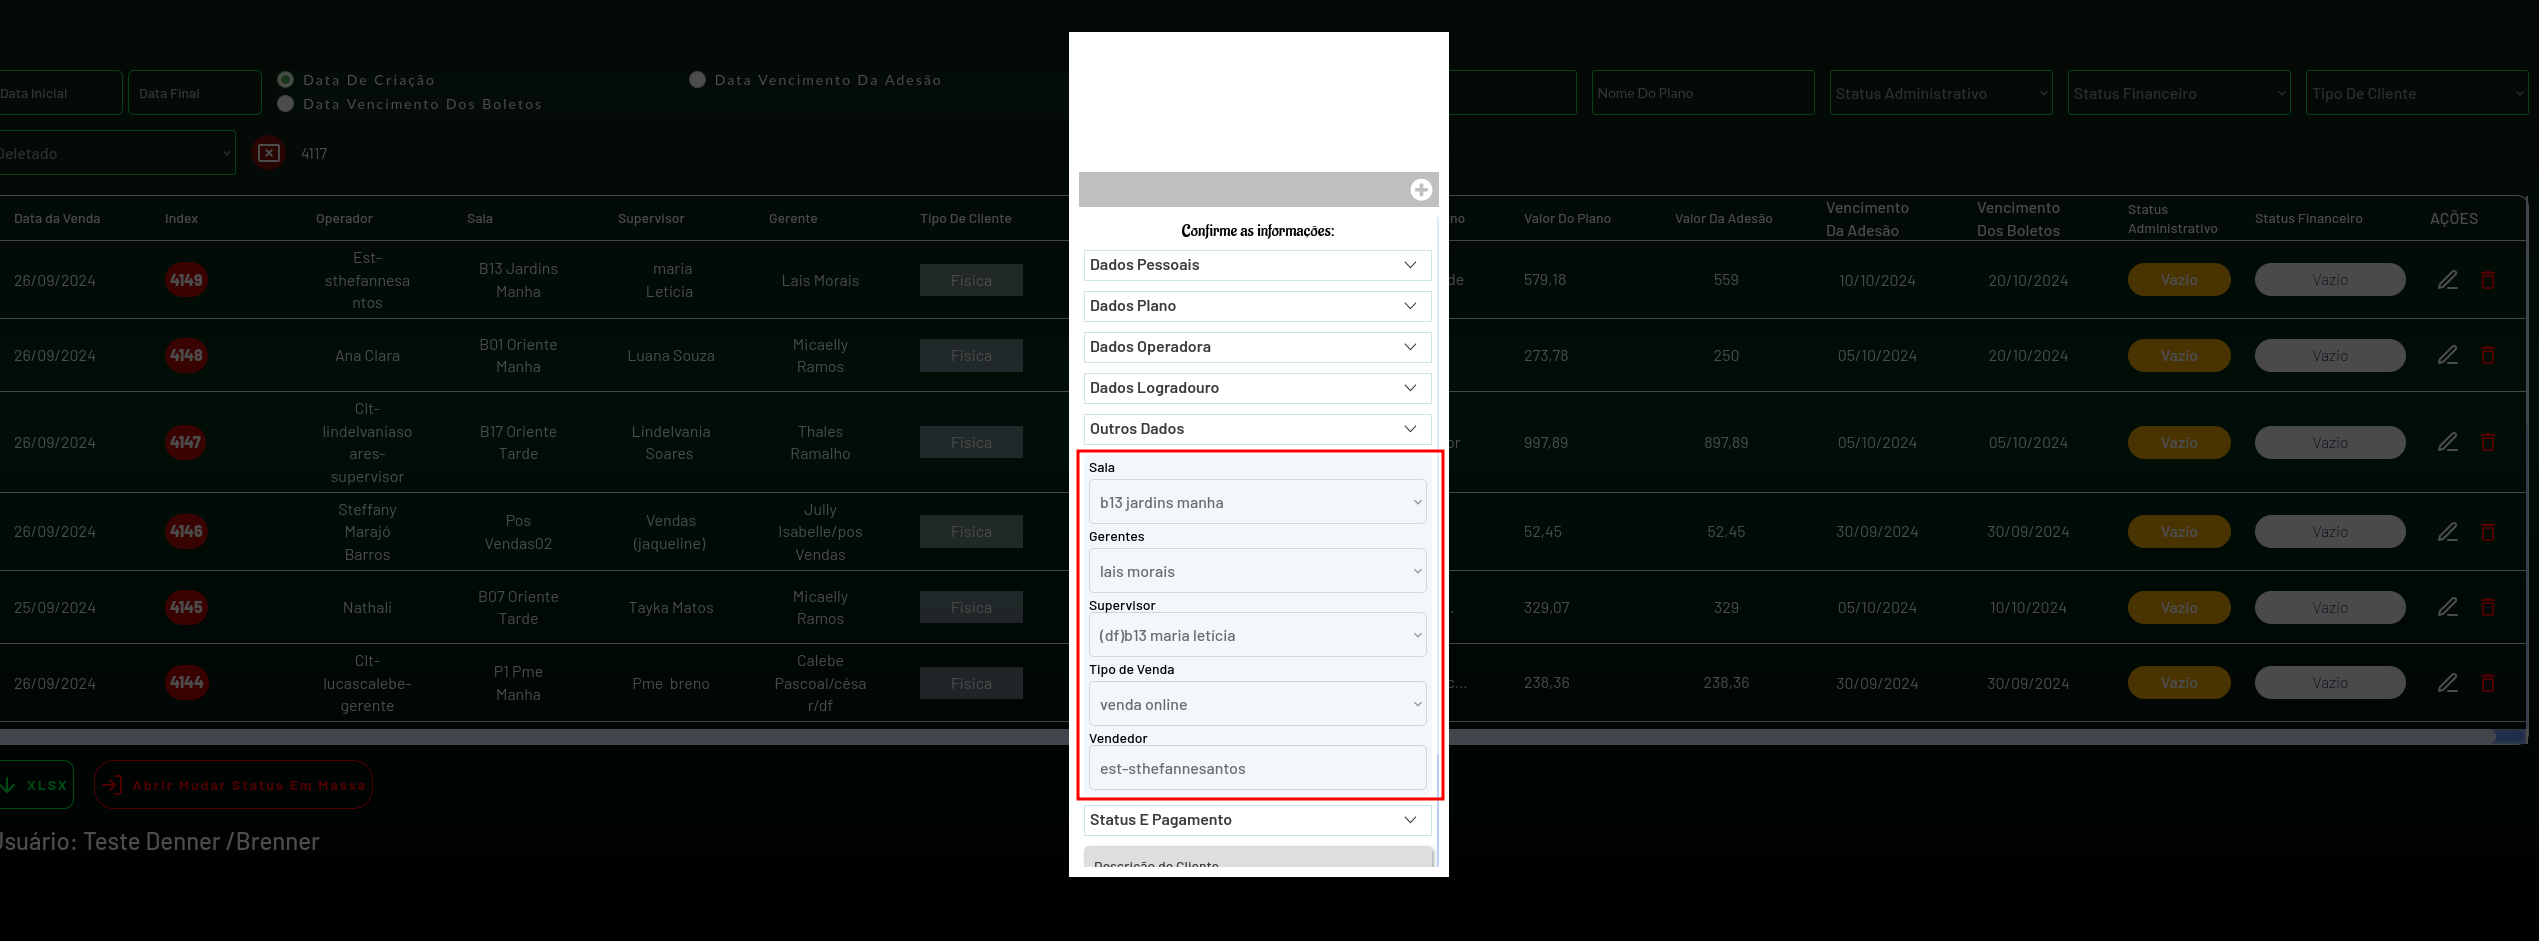 Data Inicial
Data Final
Data De Criação
Data Vencimento Dos Boletos
Data Vencimento Da Adesão
Nome Do Plano
Status Administrativo
Status Financeiro
Tipo De Cliente
Deletado
4117
Data da Venda
Index
Operador
Sala
Supervisor
Gerente
Tipo De Cliente
no
Valor Do Plano
Valor Da Adesão
Vencimento
Da Adesão
Vencimento
Dos Boletos
Status
Administrativo
Status Financeiro
AÇÕES
26/09/2024
4149
Est-
sthefannesa
ntos
B13 Jardins
Manha
maria
Letícia
Lais Morais
Fisica
de
579,18
559
10/10/2024
20/10/2024
Vazio
Vazio
26/09/2024
4148
Ana Clara
B01 Oriente
Manha
Luana Souza
Micaelly
Ramos
Fisica
273,78
250
05/10/2024
20/10/2024
Vazio
Vazio
26/09/2024
4147
Clt-
lindelvaniaso
ares-
supervisor
B17 Oriente
Tarde
Lindelvania
Soares
Thales
Ramalho
Fisica
or
997,89
897,89
05/10/2024
05/10/2024
Vazio
Vazio
26/09/2024
4146
Steffany
Marajó
Barros
Pos
Vendas02
Vendas
(jaqueline)
Jully
Isabelle/pos
Vendas
Fisica
52,45
52,45
30/09/2024
30/09/2024
Vazio
Vazio
25/09/2024
4145
Nathali
B07 Oriente
Tarde
Tayka Matos
Micaelly
Ramos
Fisica
329,07
329
05/10/2024
10/10/2024
Vazio
Vazio
26/09/2024
4144
Clt-
lucascalebe-
gerente
P1 Pme
Manha
Pme breno
Calebe
Pascoal/césa
r/df
Fisica
c...
238,36
238,36
30/09/2024
30/09/2024
Vazio
Vazio
XLSX
Abrir Mudar Status Em Massa
Usuário: Teste Denner /Brenner
Confirme as informações:
Dados Pessoais
Dados Plano
Dados Operadora
Dados Logradouro
Outros Dados
Sala
b13 jardins manha
Gerentes
lais morais
Supervisor
(df)b13 maria letícia
Tipo de Venda
venda online
Vendedor
est-sthefannesantos
Status E Pagamento
Descrição do Cliente